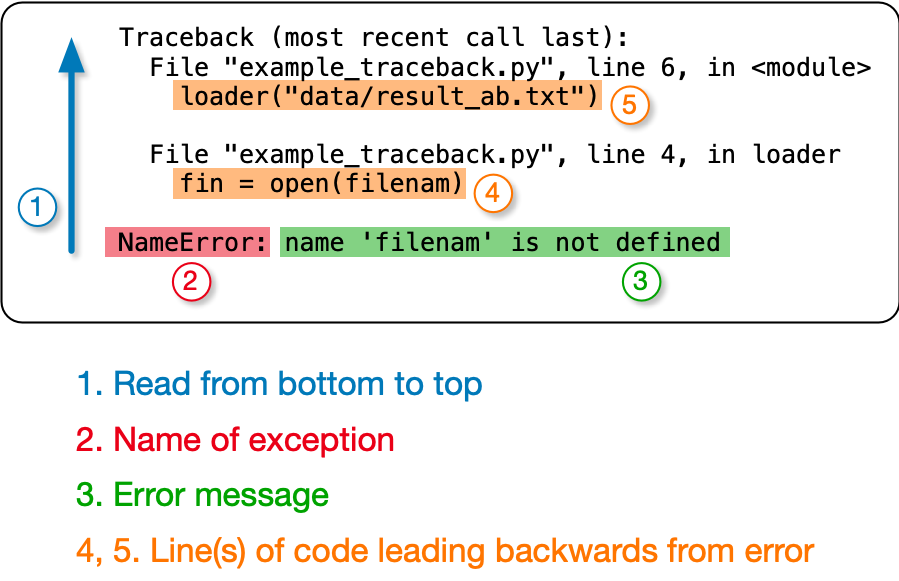 Traceback (most recent call last):
File "example_traceback.py", line 6, in <module>
loader("data/result_ab.txt")
5
File "example_traceback.py", line 4, in loader
fin = open(filenam)
4
1
NameError: name 'filenam' is not defined
2
3
1. Read from bottom to top
2. Name of exception
3. Error message
4, 5. Line(s) of code leading backwards from error